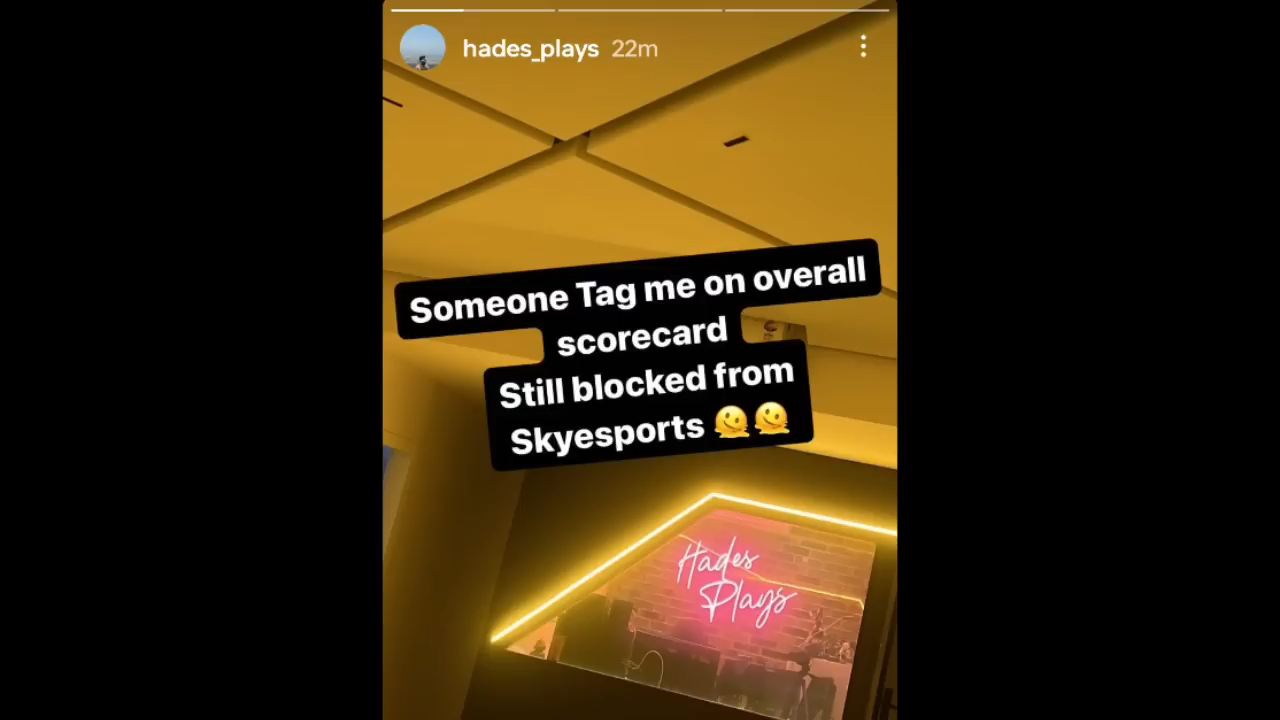 hades_plays 22m
Someone Tag me on overall
scorecard
Still blocked from
Skyesports 🫠🫠
Hades
Plays